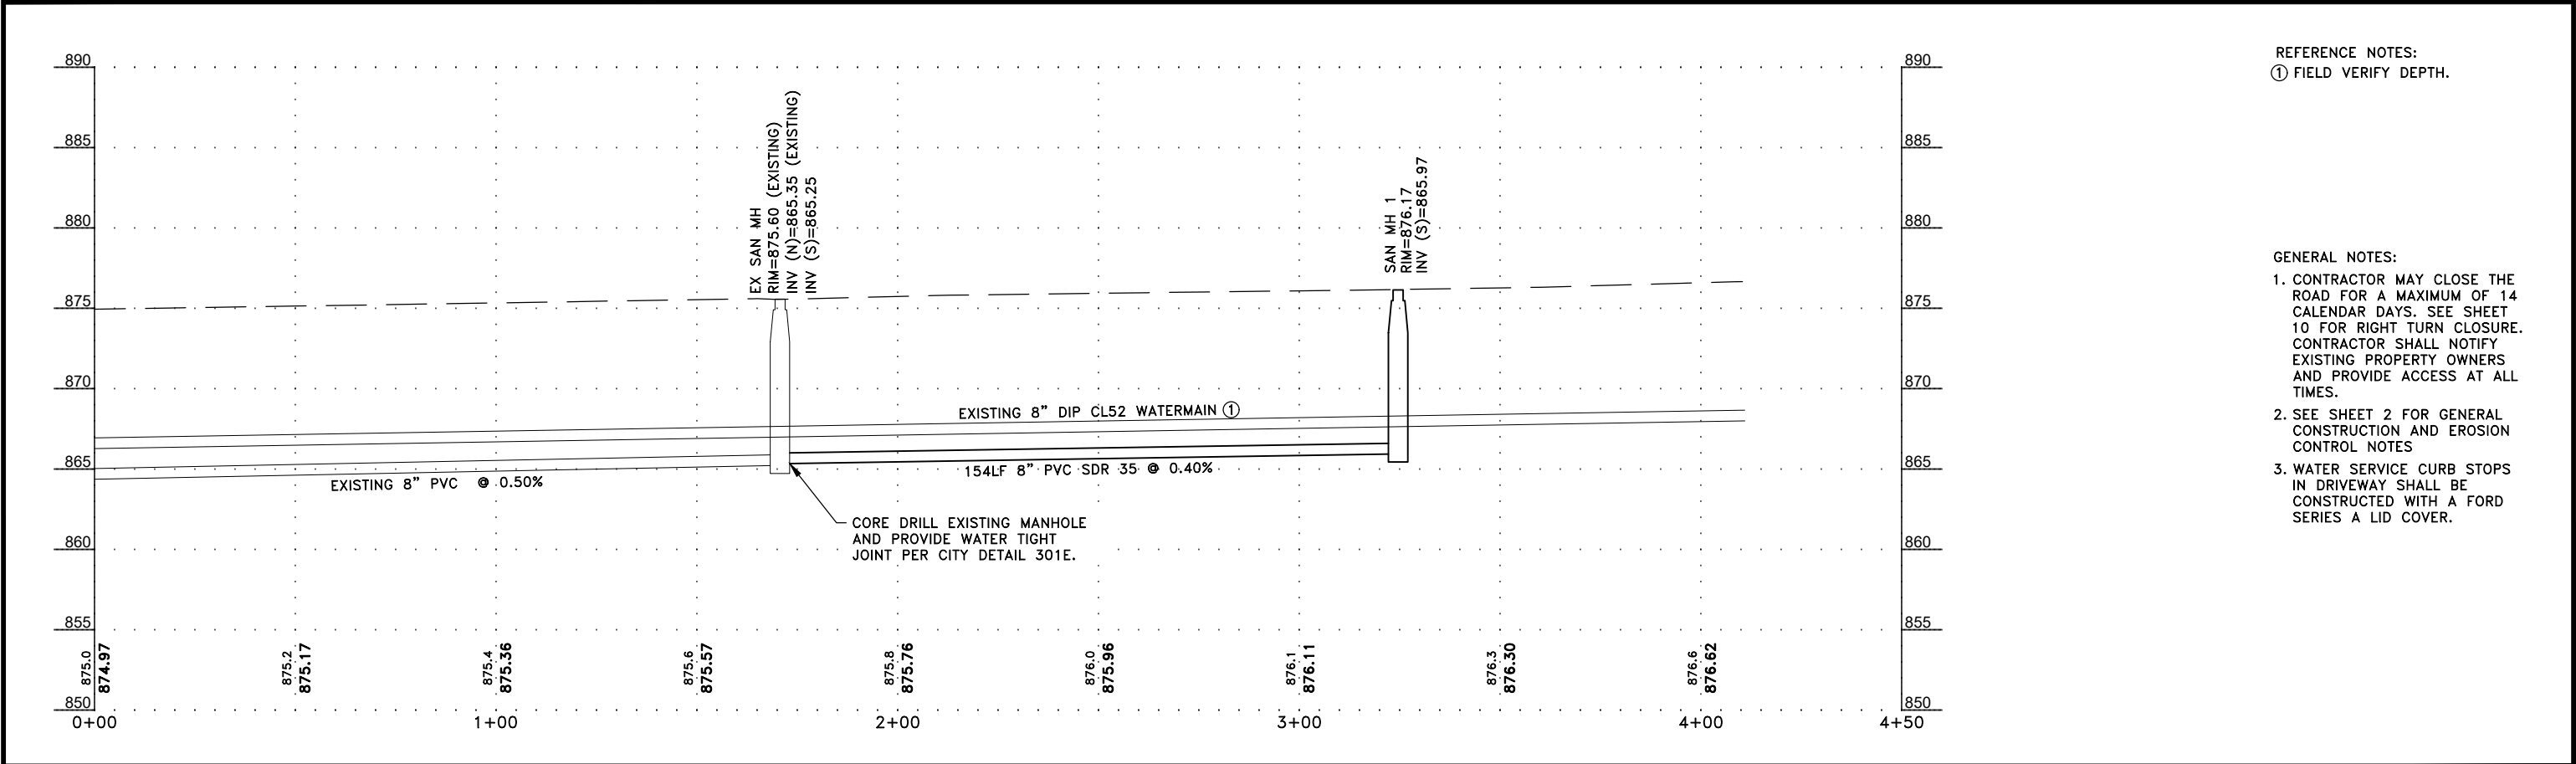 890
885
880
875
870
865
860
855
850
EX SAN MH
RIM=875.60 (EXISTING)
INV (N)=865.35 (EXISTING)
INV (S)=865.25
SAN MH 1
RIM=876.17
INV (S)=865.97
EXISTING 8" DIP CL52 WATERMAIN ①
EXISTING 8" PVC @ 0.50%
154LF 8" PVC SDR 35 @ 0.40%
CORE DRILL EXISTING MANHOLE
AND PROVIDE WATER TIGHT
JOINT PER CITY DETAIL 301E.
875.0
874.97
875.2
875.17
875.4
875.36
875.6
875.57
875.8
875.76
876.0
875.96
876.1
876.11
876.3
876.30
876.6
876.62
0+00
1+00
2+00
3+00
4+00
4+50
890
885
880
875
870
865
860
855
850
REFERENCE NOTES:
① FIELD VERIFY DEPTH.
GENERAL NOTES:
1. CONTRACTOR MAY CLOSE THE
ROAD FOR A MAXIMUM OF 14
CALENDAR DAYS. SEE SHEET
10 FOR RIGHT TURN CLOSURE.
CONTRACTOR SHALL NOTIFY
EXISTING PROPERTY OWNERS
AND PROVIDE ACCESS AT ALL
TIMES.
2. SEE SHEET 2 FOR GENERAL
CONSTRUCTION AND EROSION
CONTROL NOTES
3. WATER SERVICE CURB STOPS
IN DRIVEWAY SHALL BE
CONSTRUCTED WITH A FORD
SERIES A LID COVER.